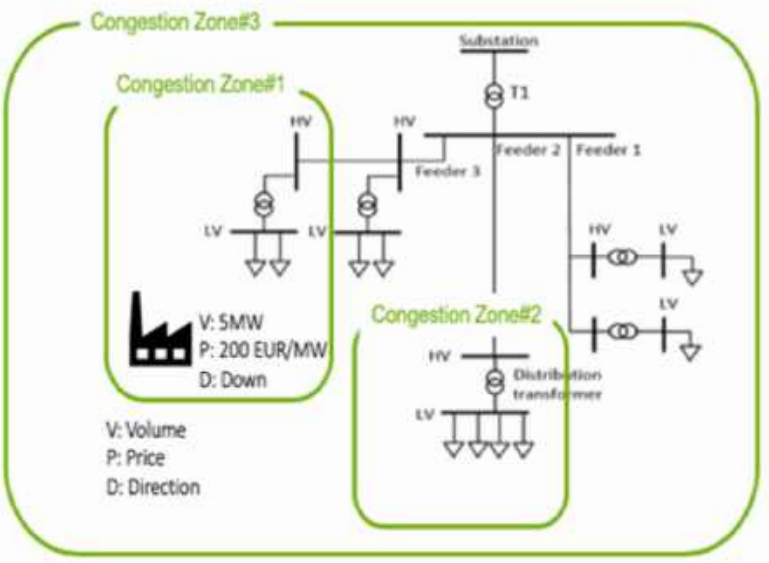 Congestion Zone#3
Substation
T1
Congestion Zone#1
HV
HV
Feeder 2
Feeder 1
Feeder 3
LV
LV
HV
LV
LV
V: 5MW
P: 200 EUR/MW
D: Down
Congestion Zone#2
HV
Distribution
transformer
LV
V: Volume
P: Price
D: Direction